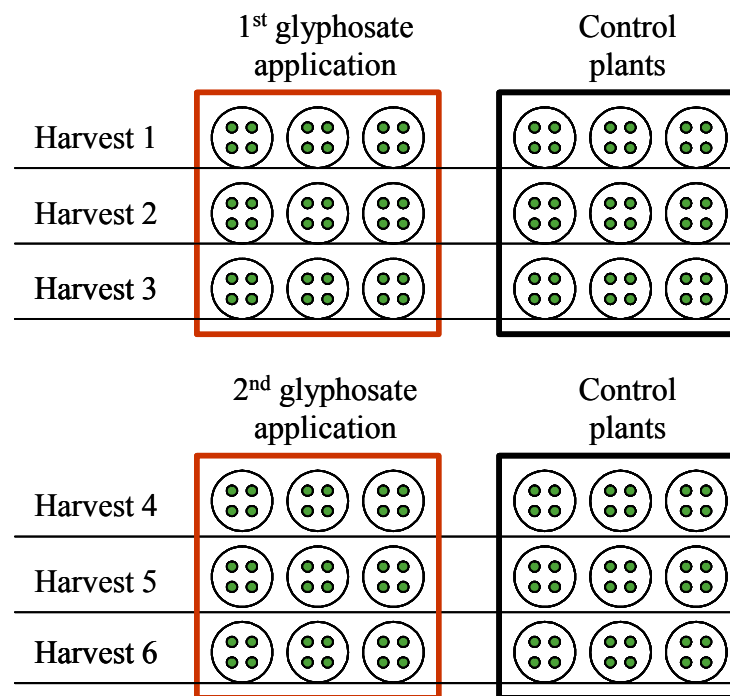 1st glyphosate
application
Control
plants
Harvest 1
Harvest 2
Harvest 3
2nd glyphosate
application
Control
plants
Harvest 4
Harvest 5
Harvest 6